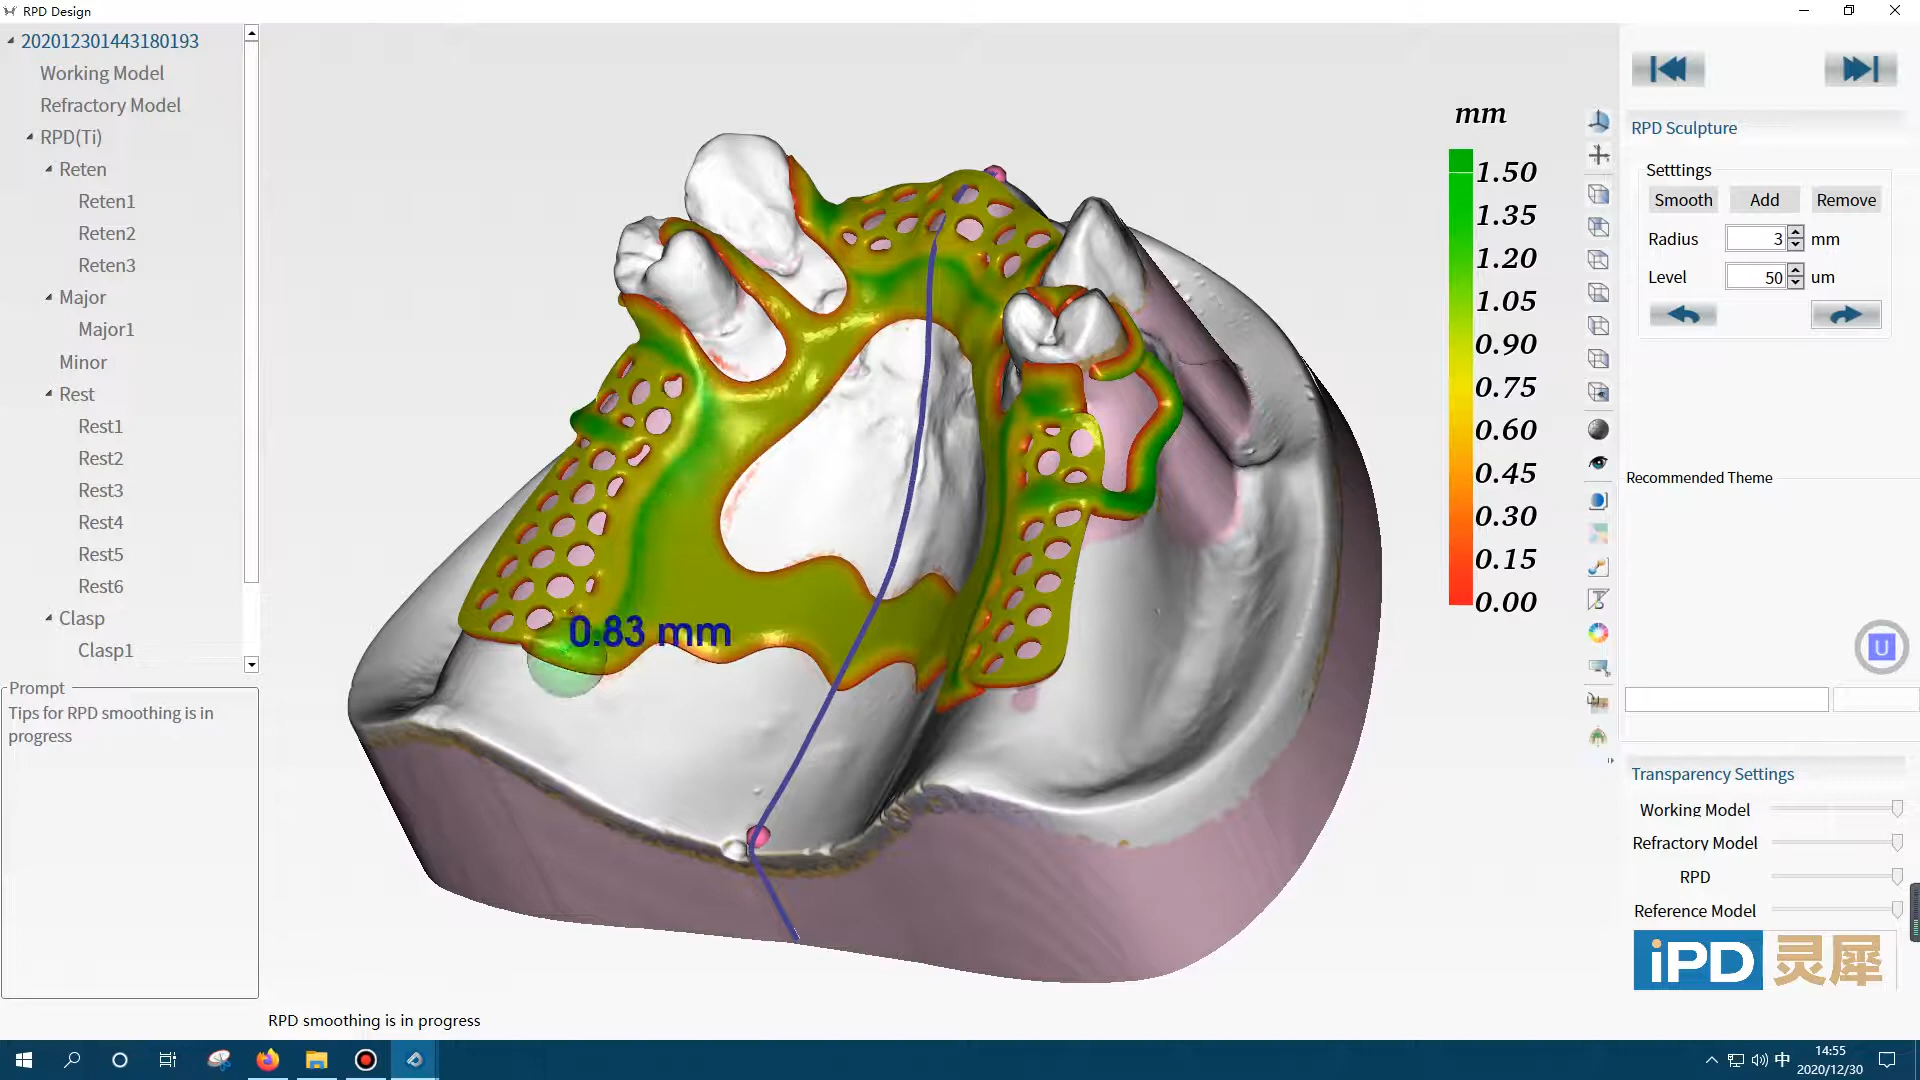 RPD Design
202012301443180193
Working Model
Refractory Model
RPD(Ti)
Reten
Reten1
Reten2
Reten3
Major
Major1
Minor
Rest
Rest1
Rest2
Rest3
Rest4
Rest5
Rest6
Clasp
Clasp1
Prompt
Tips for RPD smoothing is in
progress
0.83 mm
mm
1.50
1.35
1.20
1.05
0.90
0.75
0.60
0.45
0.30
0.15
0.00
RPD Sculpture
Setttings
Smooth Add Remove
Radius 3 mm
Level 50 um
Recommended Theme
U
Transparency Settings
Working Model
Refractory Model
RPD
Reference Model
iPD 灵犀
RPD smoothing is in progress
中
14:55
2020/12/30